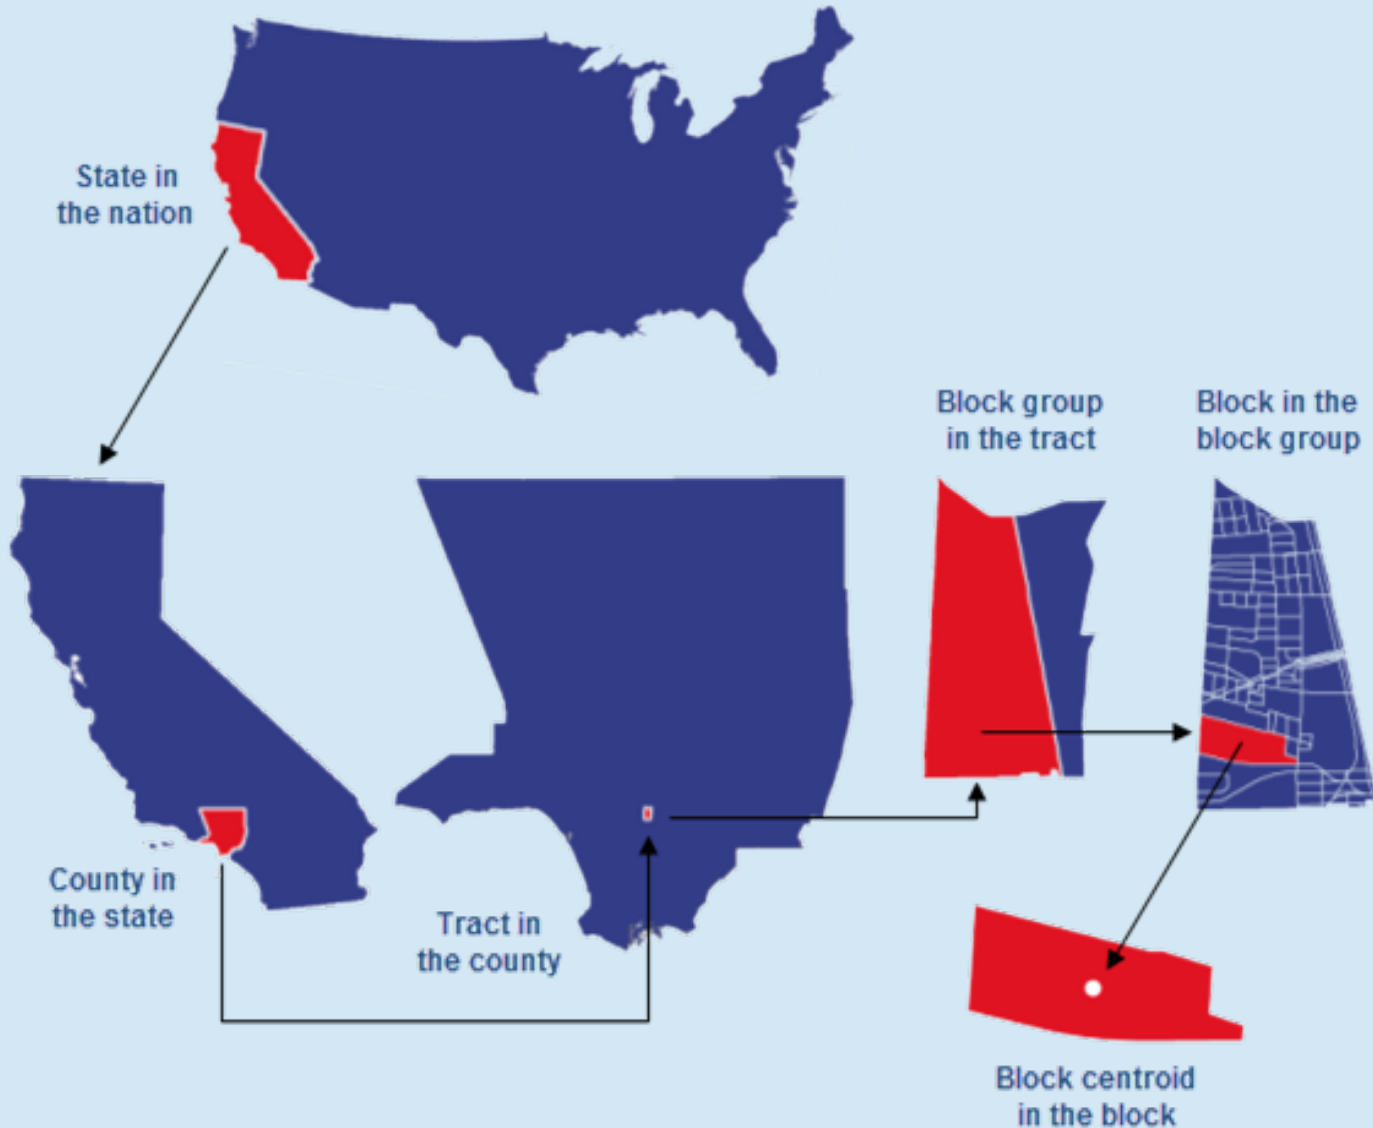 State in
the nation
Block group
in the tract
Block in the
block group
County in
the state
Tract in
the county
Block centroid
in the block